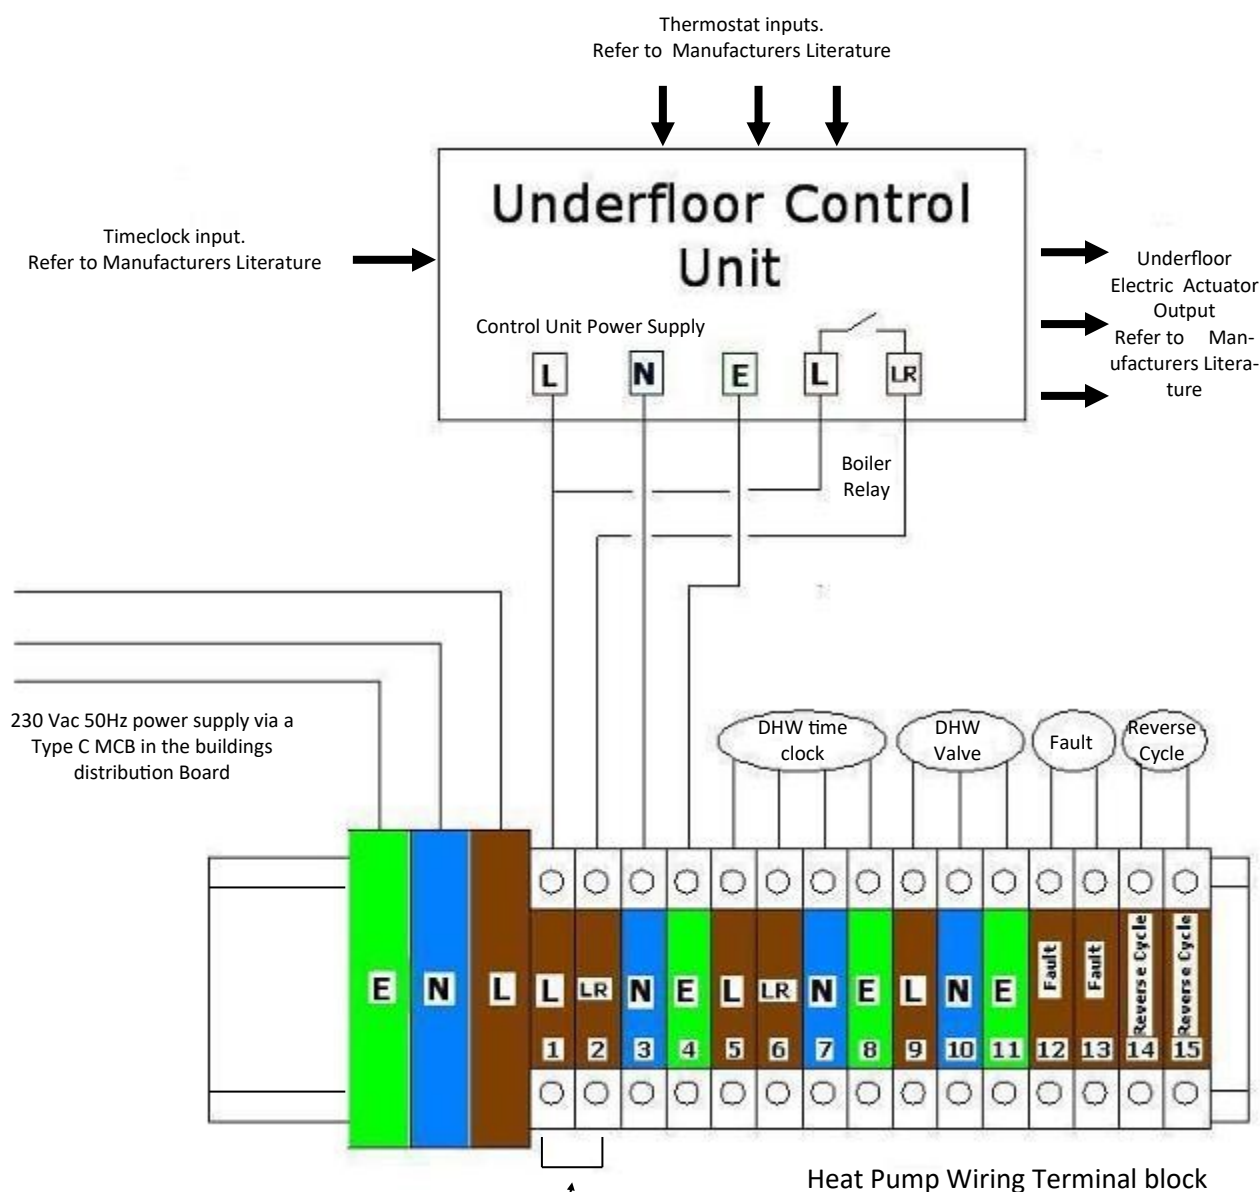 Thermostat inputs.
Refer to Manufacturers Literature
Underfloor Control
Unit
Timeclock input.
Refer to Manufacturers Literature
Underfloor
Electric Actuator
Output
Refer to Man-
ufacturers Litera-
ture
Control Unit Power Supply
L N E L LR
Boiler
Relay
230 Vac 50Hz power supply via a
Type C MCB in the buildings
distribution Board
DHW time
clock
DHW
Valve
Fault
Reverse
Cycle
E N L L LR N E L LR N E L N E Fault Fault Revers Cycle Reverse Cycle
1 2 3 4 5 6 7 8 9 10 11 12 13 14 15
Heat Pump Wiring Terminal block